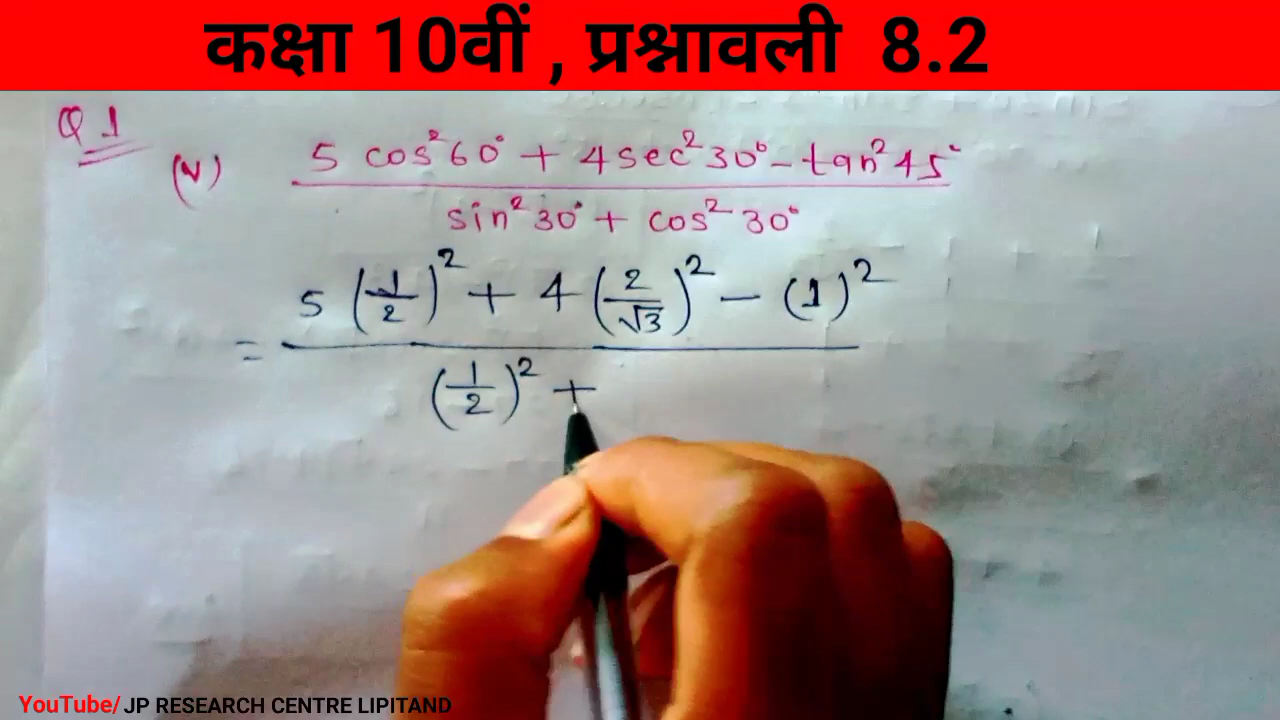 कक्षा 10वीं , प्रश्नावली 8.2
Q 1
(v) 5 cos²60° + 4 sec²30° - tan²45°
sin²30° + cos²30°
= 5 (1/2)² + 4 (2/√3)² - (1)²
(1/2)² +
YouTube/ JP RESEARCH CENTRE LIPITAND